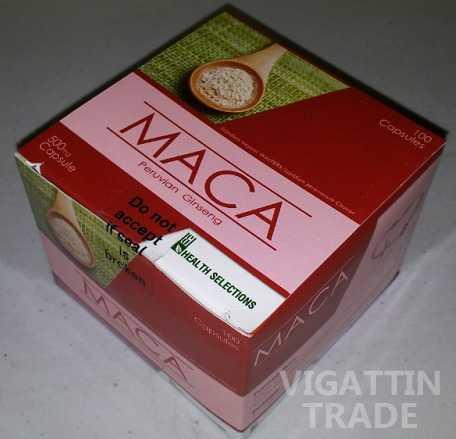 100
Capsules
MACA
Peruvian Ginseng
500mg
Capsule
Do not
accept
if seal
is
broken
HEALTH SELECTIONS
MACA
100
Capsules
MACA
VIGATTIN
TRADE